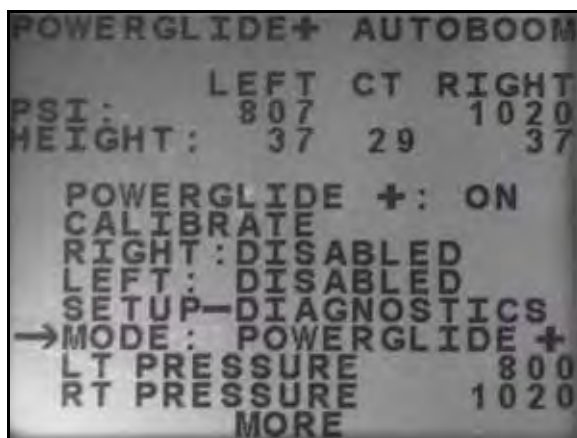 POWERGLIDE+ AUTOBOOM
LEFT CT RIGHT
PSI: 807 1020
HEIGHT: 37 29 37
POWERGLIDE +: ON
CALIBRATE
RIGHT:DISABLED
LEFT: DISABLED
SETUP-DIAGNOSTICS
→MODE: POWERGLIDE +
LT PRESSURE 800
RT PRESSURE 1020
MORE